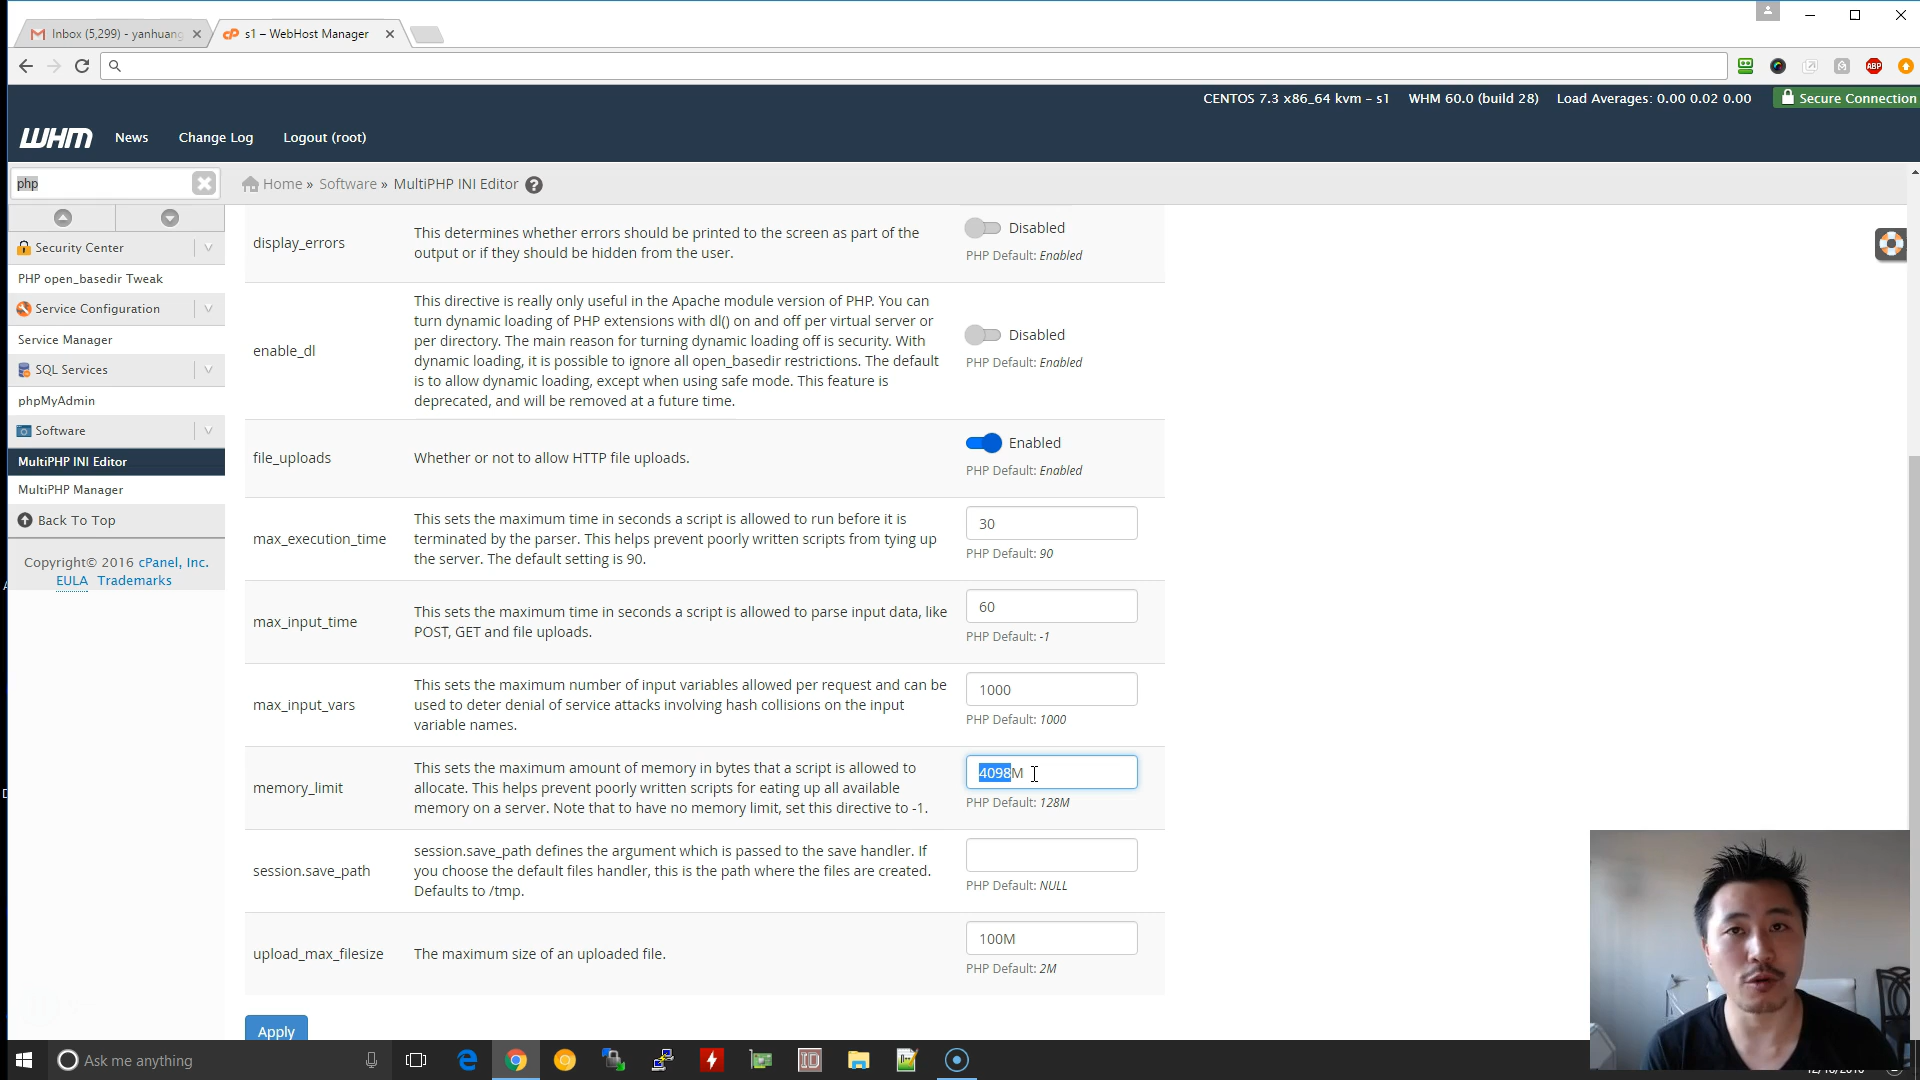 Inbox (5,299) - yanhuang
s1 – WebHost Manager
ABP
CENTOS 7.3 x86_64 kvm – s1
WHM 60.0 (build 28)
Load Averages: 0.00 0.02 0.00
Secure Connection
WHM
News
Change Log
Logout (root)
php
Home » Software » MultiPHP INI Editor
Security Center
PHP open_basedir Tweak
Service Configuration
Service Manager
SQL Services
phpMyAdmin
Software
MultiPHP INI Editor
MultiPHP Manager
Back To Top
Copyright© 2016 cPanel, Inc.
EULA Trademarks
display_errors
This determines whether errors should be printed to the screen as part of the
output or if they should be hidden from the user.
Disabled
PHP Default: Enabled
enable_dl
This directive is really only useful in the Apache module version of PHP. You can
turn dynamic loading of PHP extensions with dl() on and off per virtual server or
per directory. The main reason for turning dynamic loading off is security. With
dynamic loading, it is possible to ignore all open_basedir restrictions. The default
is to allow dynamic loading, except when using safe mode. This feature is
deprecated, and will be removed at a future time.
Disabled
PHP Default: Enabled
file_uploads
Whether or not to allow HTTP file uploads.
Enabled
PHP Default: Enabled
max_execution_time
This sets the maximum time in seconds a script is allowed to run before it is
terminated by the parser. This helps prevent poorly written scripts from tying up
the server. The default setting is 90.
30
PHP Default: 90
max_input_time
This sets the maximum time in seconds a script is allowed to parse input data, like
POST, GET and file uploads.
60
PHP Default: -1
max_input_vars
This sets the maximum number of input variables allowed per request and can be
used to deter denial of service attacks involving hash collisions on the input
variable names.
1000
PHP Default: 1000
memory_limit
This sets the maximum amount of memory in bytes that a script is allowed to
allocate. This helps prevent poorly written scripts for eating up all available
memory on a server. Note that to have no memory limit, set this directive to -1.
4098M
PHP Default: 128M
session.save_path
session.save_path defines the argument which is passed to the save handler. If
you choose the default files handler, this is the path where the files are created.
Defaults to /tmp.
PHP Default: NULL
upload_max_filesize
The maximum size of an uploaded file.
100M
PHP Default: 2M
Apply
Ask me anything